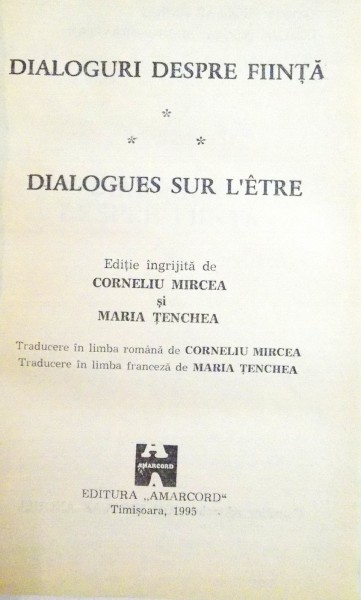 DIALOGURI DESPRE FIINȚĂ
*
* *
DIALOGUES SUR L'ÊTRE
Ediție îngrijită de
CORNELIU MIRCEA
și
MARIA ȚENCHEA
Traducere în limba română de CORNELIU MIRCEA
Traducere în limba franceză de MARIA ȚENCHEA
A
AMARCORD
A
EDITURA „AMARCORD“
Timișoara, 1995